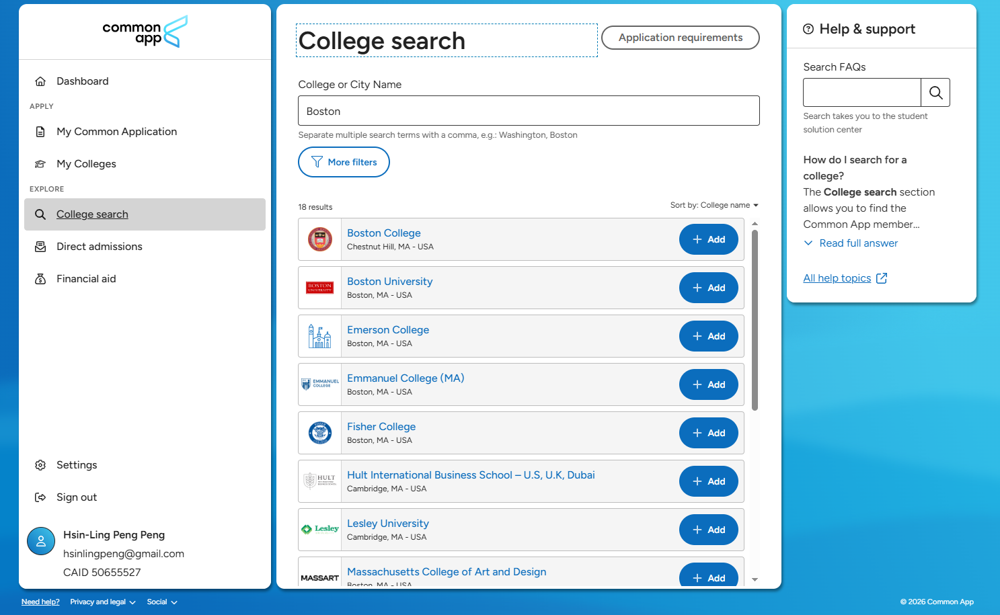 common
app
Dashboard
APPLY
My Common Application
My Colleges
EXPLORE
College search
Direct admissions
Financial aid
Settings
Sign out
Hsin-Ling Peng Peng
hsinlingpeng@gmail.com
CAID 50655527
College search
Application requirements
College or City Name
Boston
Separate multiple search terms with a comma, e.g.: Washington, Boston
More filters
18 results
Sort by: College name
Boston College
Chestnut Hill, MA - USA
Add
BOSTON
UNIVERSITY
Boston University
Boston, MA - USA
Add
Emerson College
Boston, MA - USA
Add
EMMANUEL
COLLEGE
Emmanuel College (MA)
Boston, MA - USA
Add
Fisher College
Boston, MA - USA
Add
HULT
Hult International Business School – U.S, U.K, Dubai
Cambridge, MA - USA
Add
Lesley
Lesley University
Cambridge, MA - USA
Add
MASSART
Massachusetts College of Art and Design
Boston, MA - USA
Add
Help & support
Search FAQs
Search takes you to the student
solution center
How do I search for a
college?
The College search section
allows you to find the
Common App member...
Read full answer
All help topics
Need help?
Privacy and legal
Social
© 2026 Common App